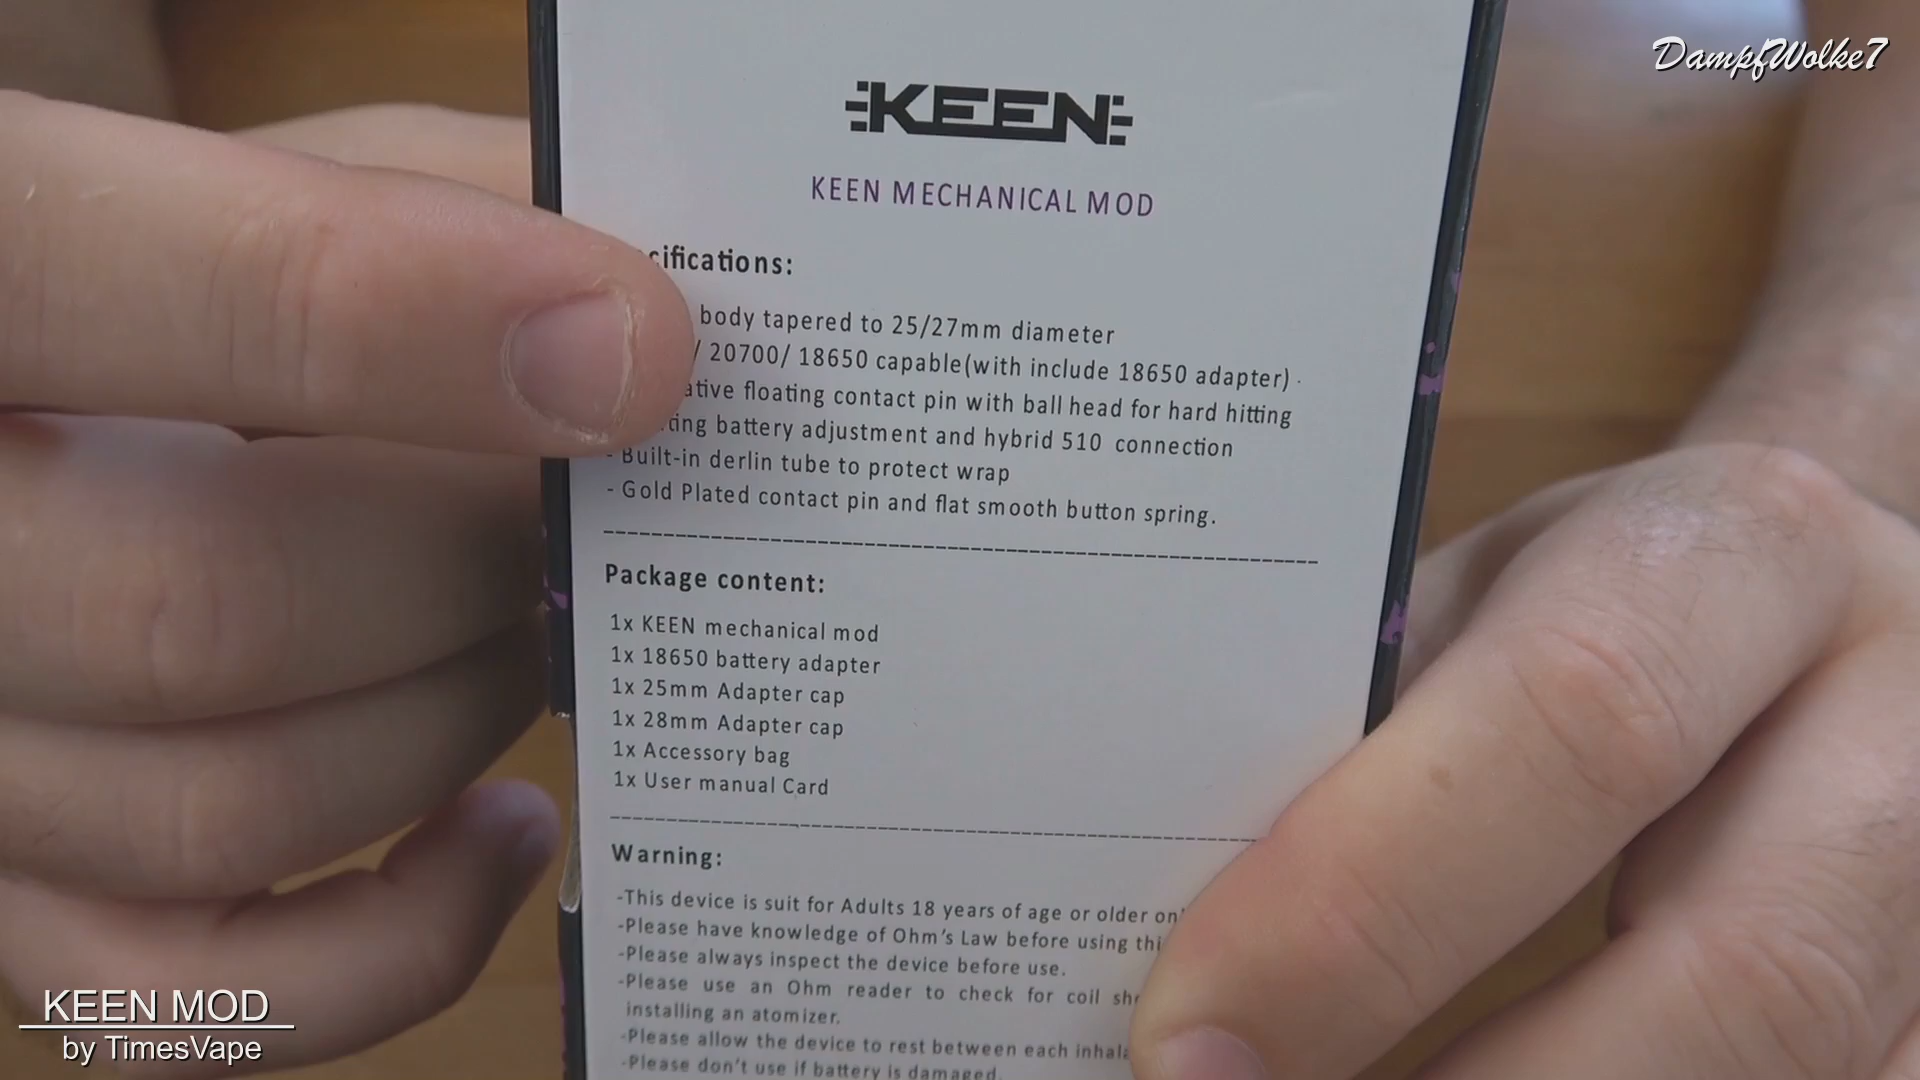 DampfWolke7
KEEN
KEEN MECHANICAL MOD
cifications:
body tapered to 25/27mm diameter
/ 20700/ 18650 capable(with include 18650 adapter)
ative floating contact pin with ball head for hard hitting
battery adjustment and hybrid 510 connection
- Built-in derlin tube to protect wrap
- Gold Plated contact pin and flat smooth button spring.
Package content:
1x KEEN mechanical mod
1x 18650 battery adapter
1x 25mm Adapter cap
1x 28mm Adapter cap
1x Accessory bag
1x User manual Card
Warning:
-This device is suit for Adults 18 years of age or older on
-Please have knowledge of Ohm's Law before using thi
-Please always inspect the device before use.
-Please use an Ohm reader to check for coil sh
installing an atomizer.
-Please allow the device to rest between each inhal
-Please don't use if battery is damaged.
KEEN MOD
by TimesVape